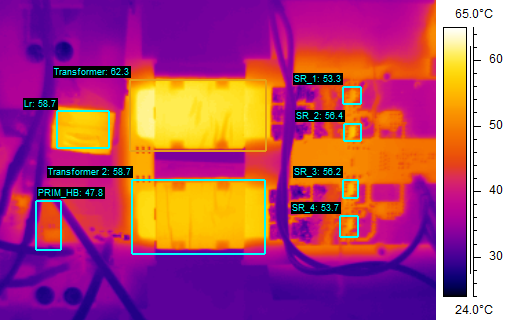 65.0°C
Transformer: 62.3
SR_1: 53.3
60
Lr: 58.7
SR_2: 56.4
50
Transformer 2: 58.7
SR_3: 56.2
PRIM_HB: 47.8
40
SR_4: 53.7
30
24.0°C